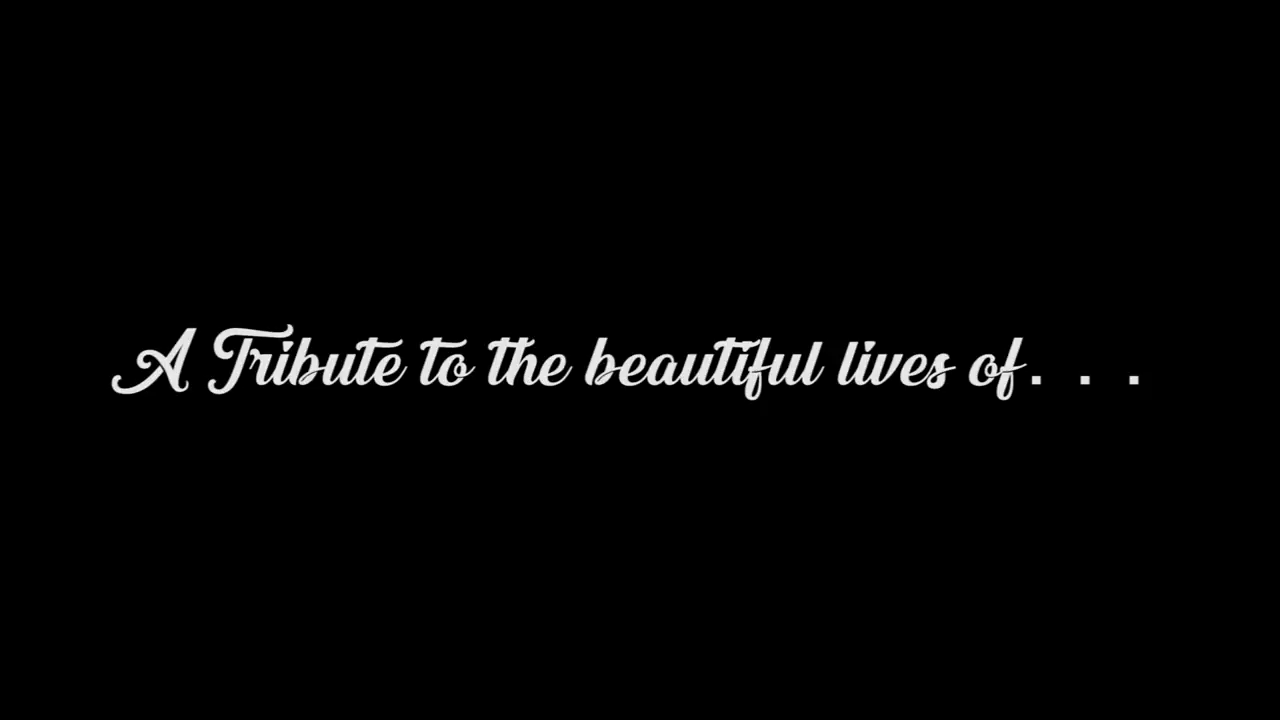 A Tribute to the beautiful lives of. . .